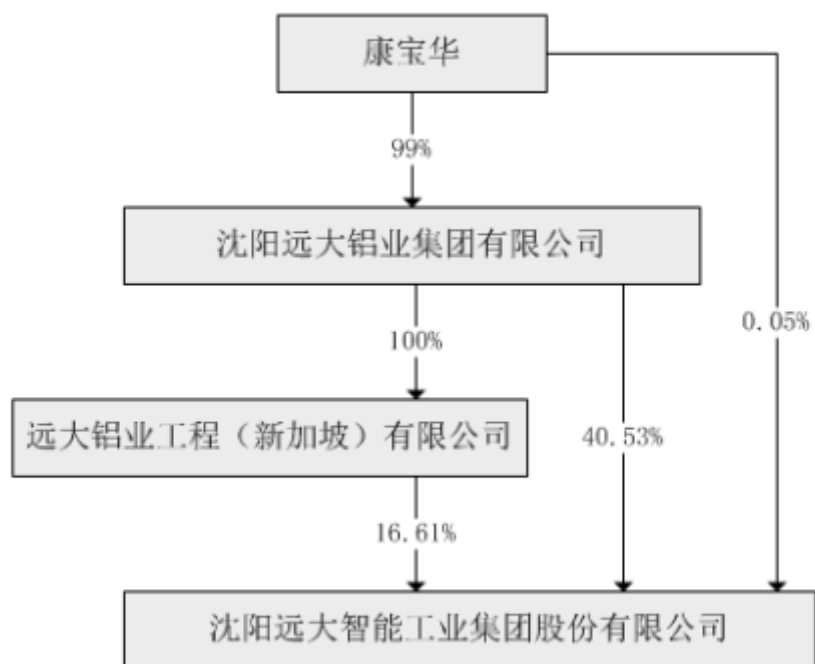 康宝华
99%
沈阳远大铝业集团有限公司
0.05%
100%
远大铝业工程（新加坡）有限公司
40.53%
16.61%
沈阳远大智能工业集团股份有限公司